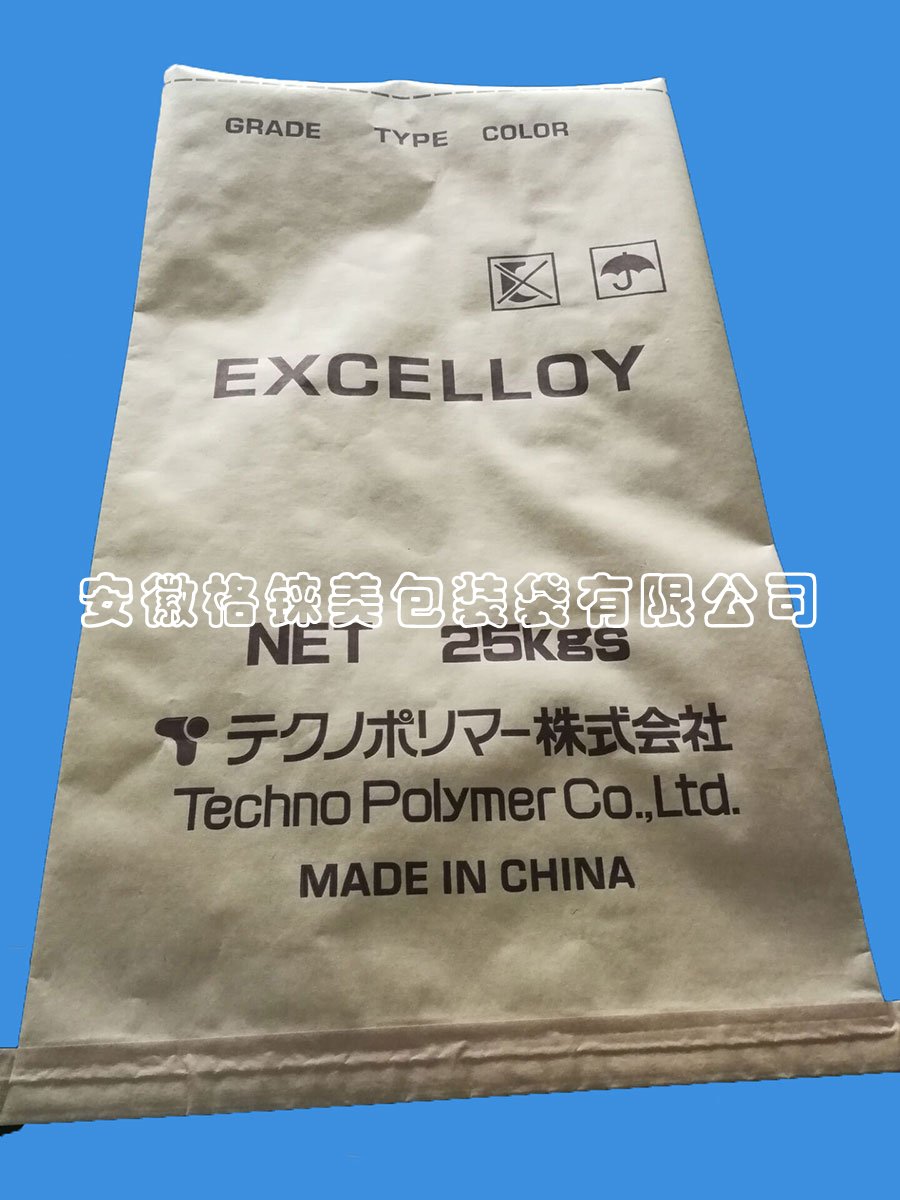 GRADE TYPE COLOR
EXCELLOY
安徽格铼美包装袋有限公司
NET 25kgs
テクノポリマー株式会社
Techno Polymer Co.,Ltd.
MADE IN CHINA